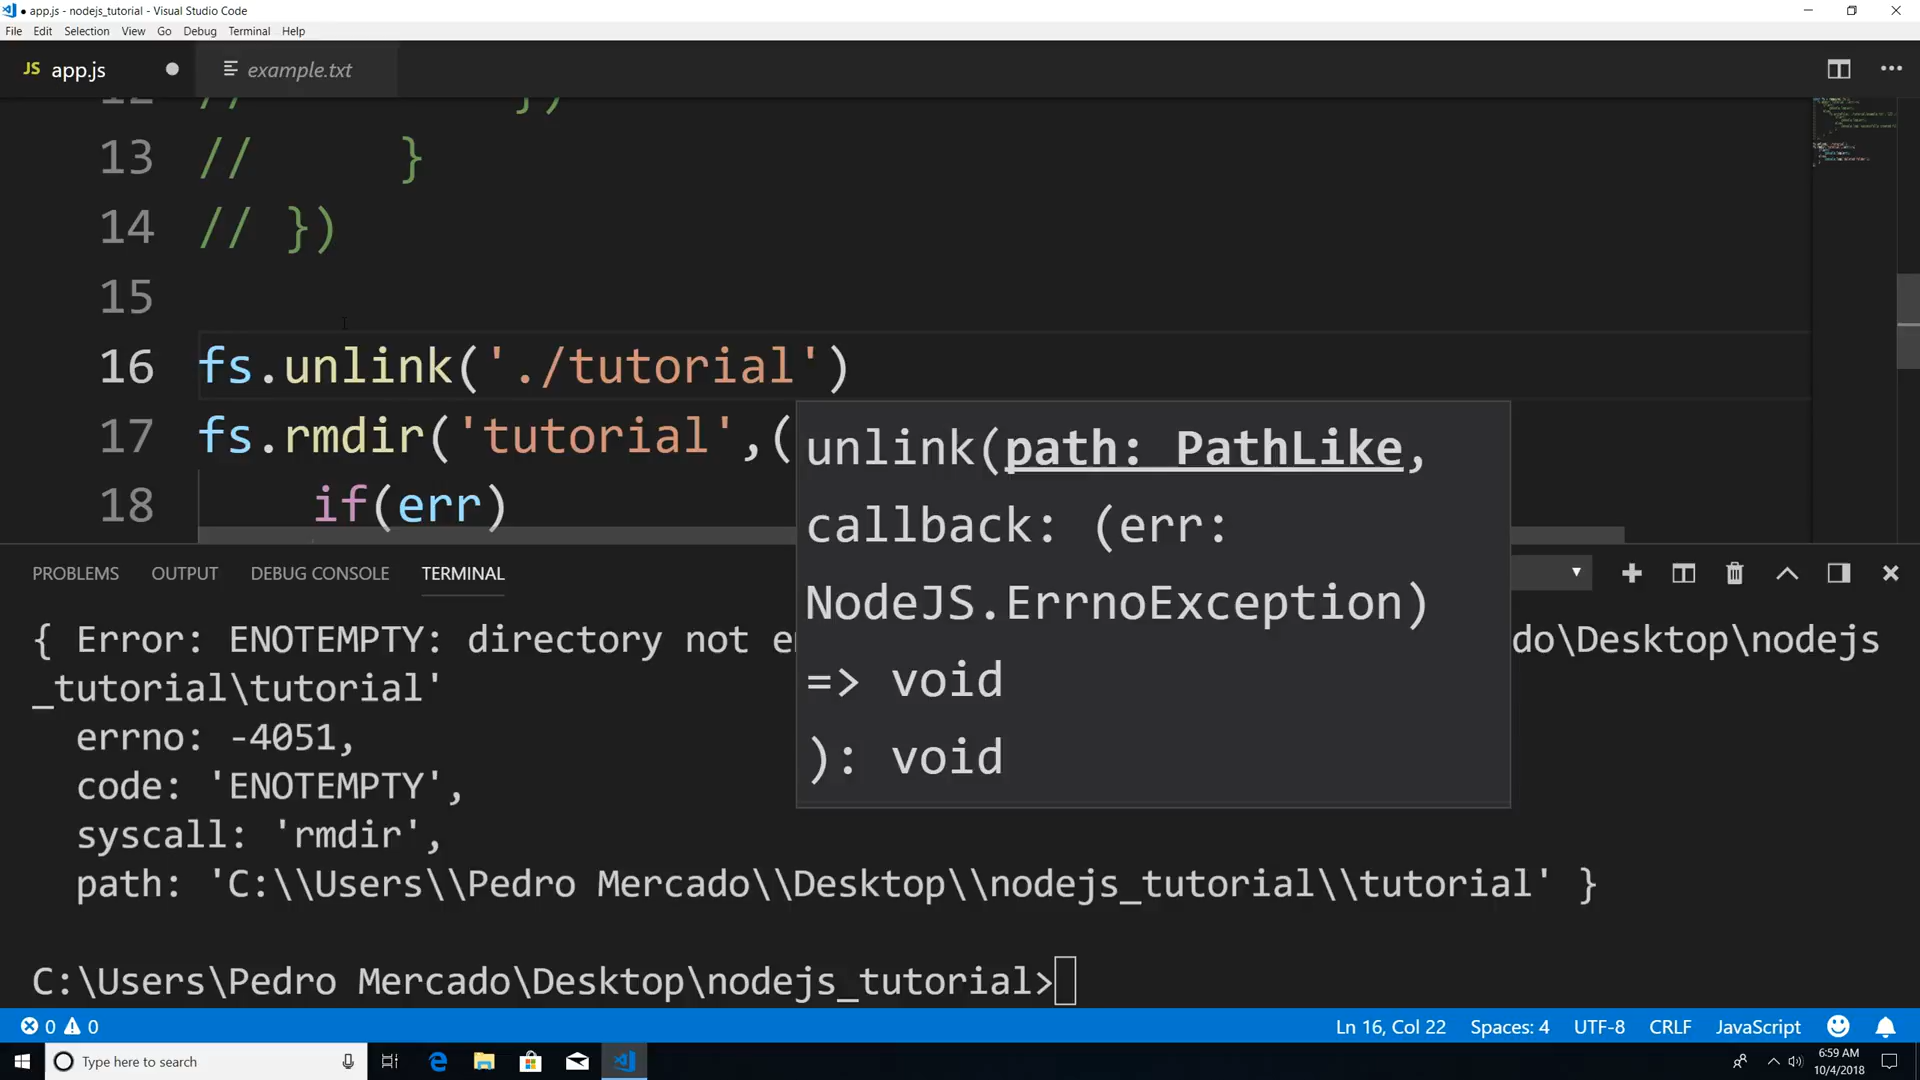 ● app.js - nodejs_tutorial - Visual Studio Code
File Edit Selection View Go Debug Terminal Help
JS app.js ● example.txt
12 // })
13 // }
14 // })
15
16 fs.unlink('./tutorial')
17 fs.rmdir('tutorial',(
18 if(err)
unlink(path: PathLike,
callback: (err:
NodeJS.ErrnoException)
=> void
): void
PROBLEMS OUTPUT DEBUG CONSOLE TERMINAL
{ Error: ENOTEMPTY: directory not e do\Desktop\nodejs
_tutorial\tutorial'
errno: -4051,
code: 'ENOTEMPTY',
syscall: 'rmdir',
path: 'C:\\Users\\Pedro Mercado\\Desktop\\nodejs_tutorial\\tutorial' }
C:\Users\Pedro Mercado\Desktop\nodejs_tutorial>
0 0 Ln 16, Col 22 Spaces: 4 UTF-8 CRLF JavaScript
Type here to search
6:59 AM
10/4/2018